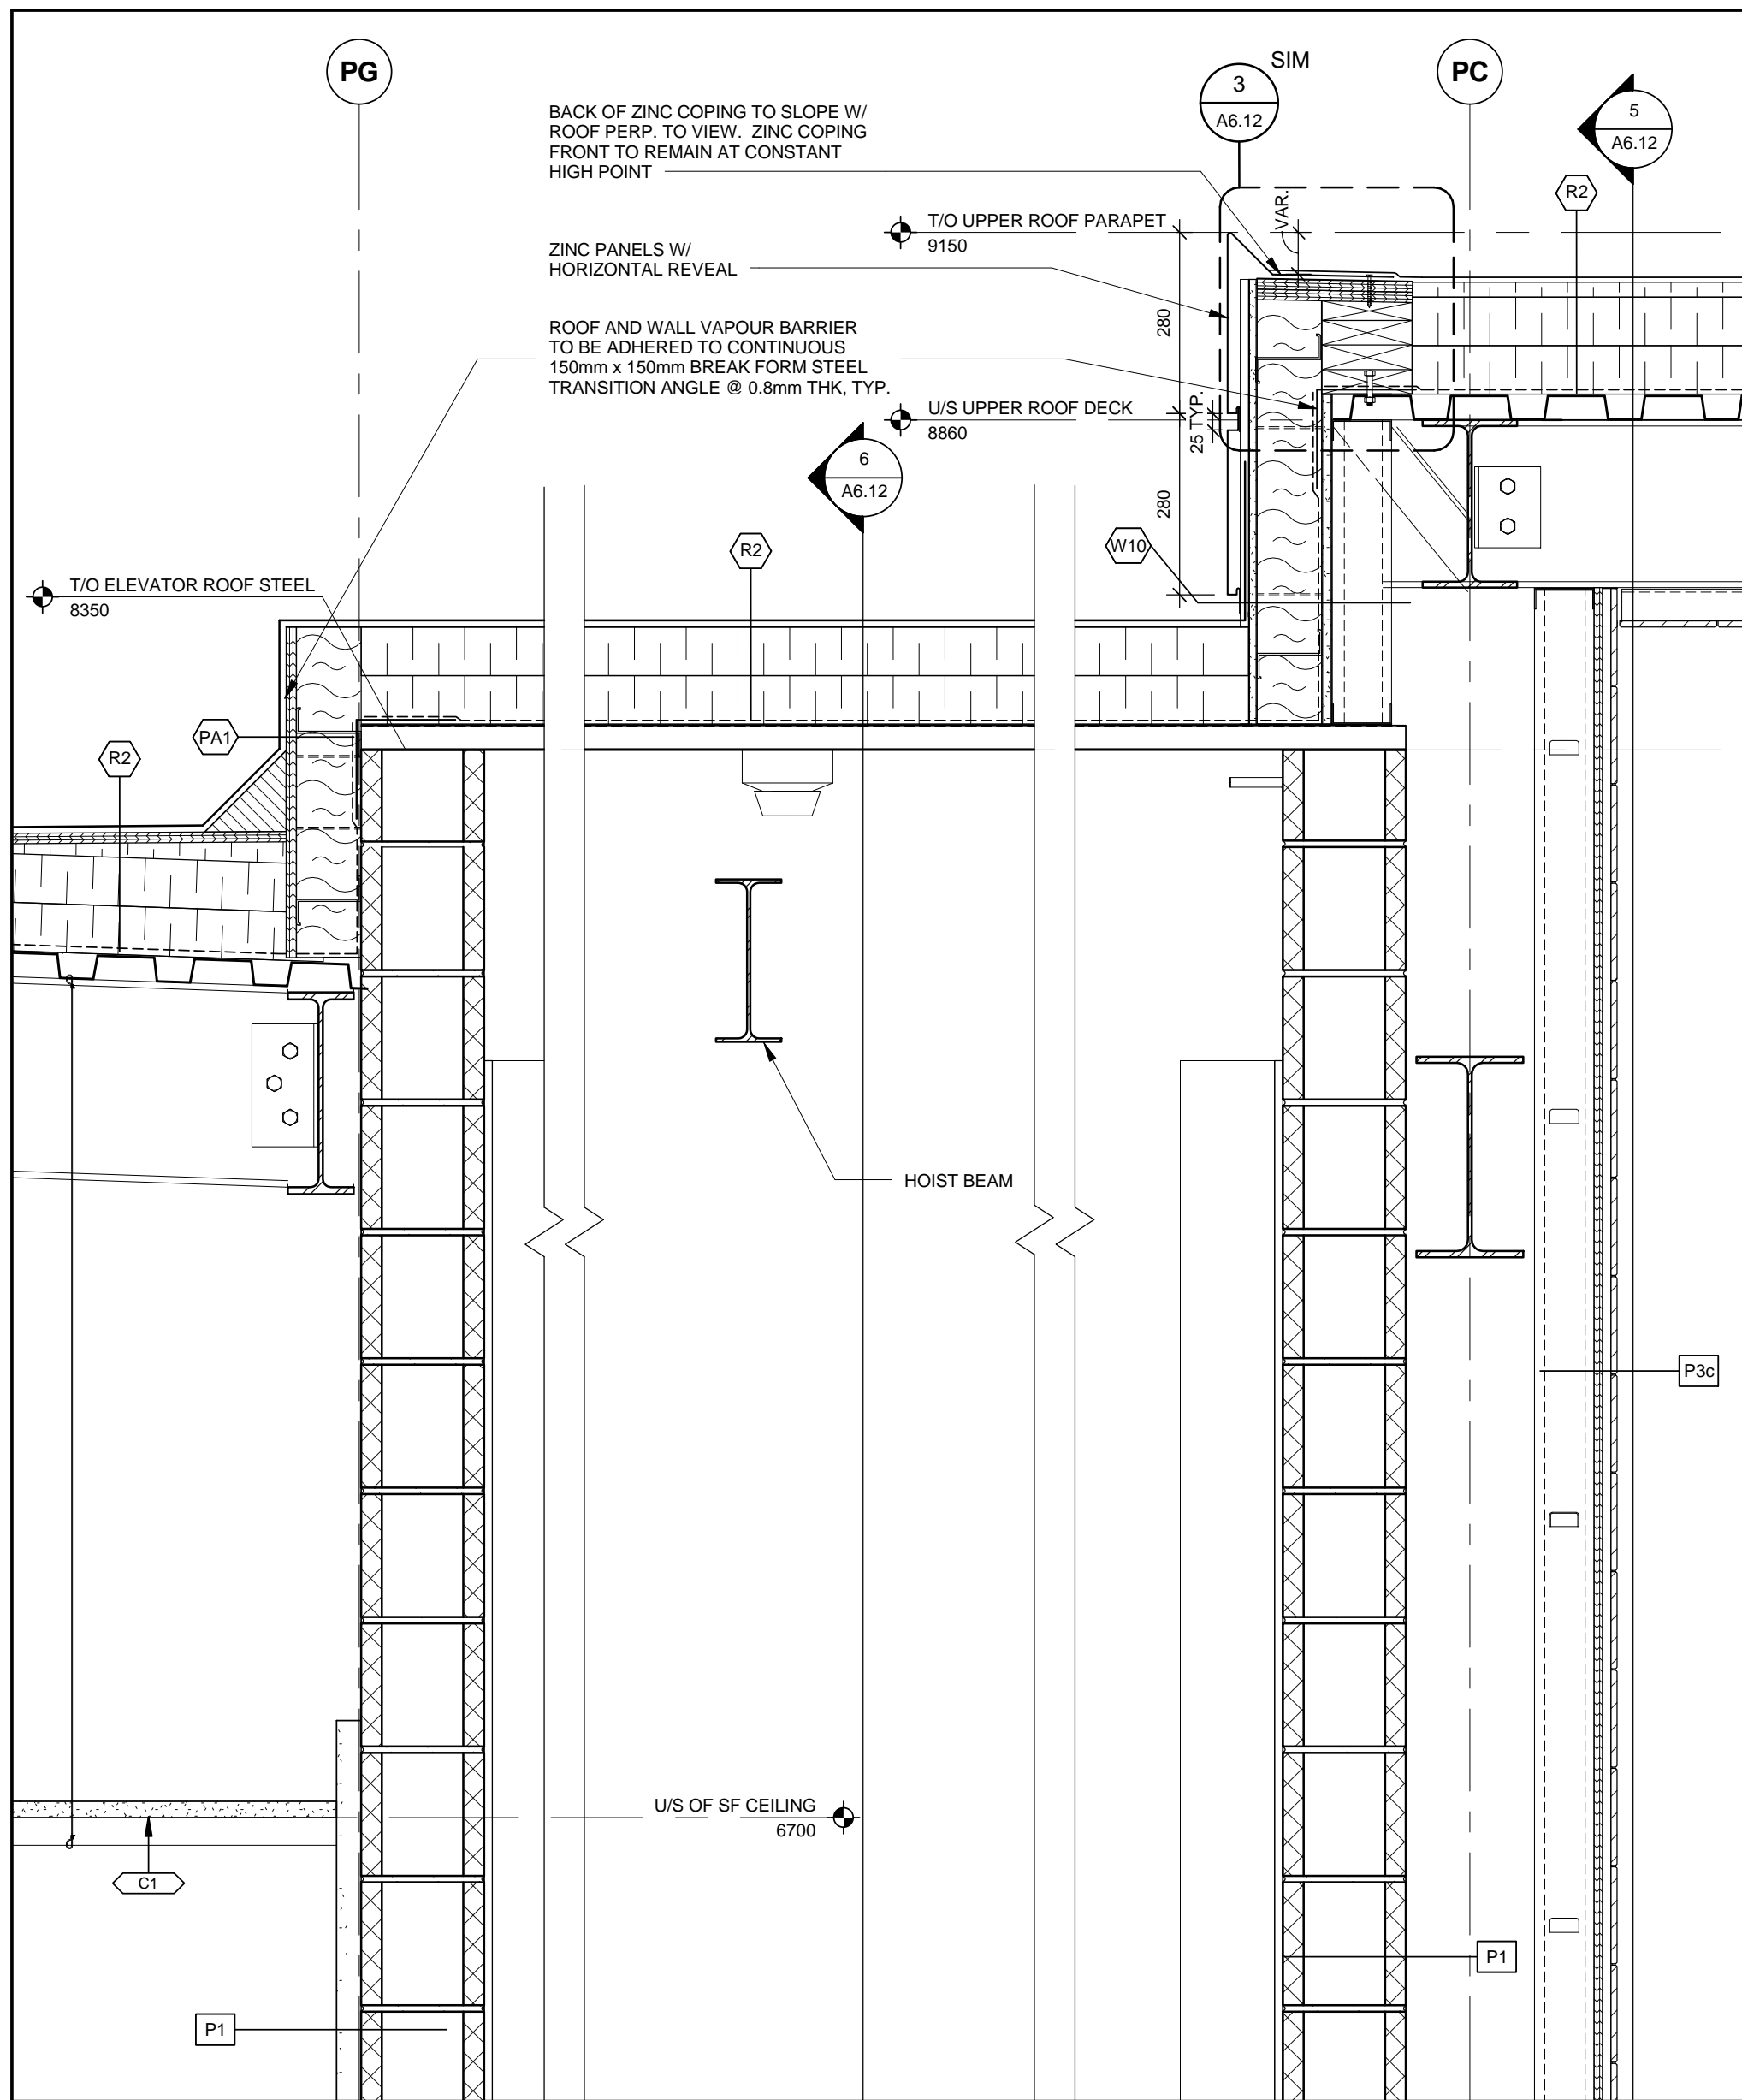 PG
3
A6.12
SIM
PC
5
A6.12
R2
BACK OF ZINC COPING TO SLOPE W/
ROOF PERP. TO VIEW. ZINC COPING
FRONT TO REMAIN AT CONSTANT
HIGH POINT
VAR.
T/O UPPER ROOF PARAPET
9150
ZINC PANELS W/
HORIZONTAL REVEAL
280
ROOF AND WALL VAPOUR BARRIER
TO BE ADHERED TO CONTINUOUS
150mm x 150mm BREAK FORM STEEL
TRANSITION ANGLE @ 0.8mm THK, TYP.
U/S UPPER ROOF DECK
8860
25 TYP.
6
A6.12
280
R2
W10
T/O ELEVATOR ROOF STEEL
8350
PA1
R2
HOIST BEAM
P3c
U/S OF SF CEILING
6700
C1
P1
P1